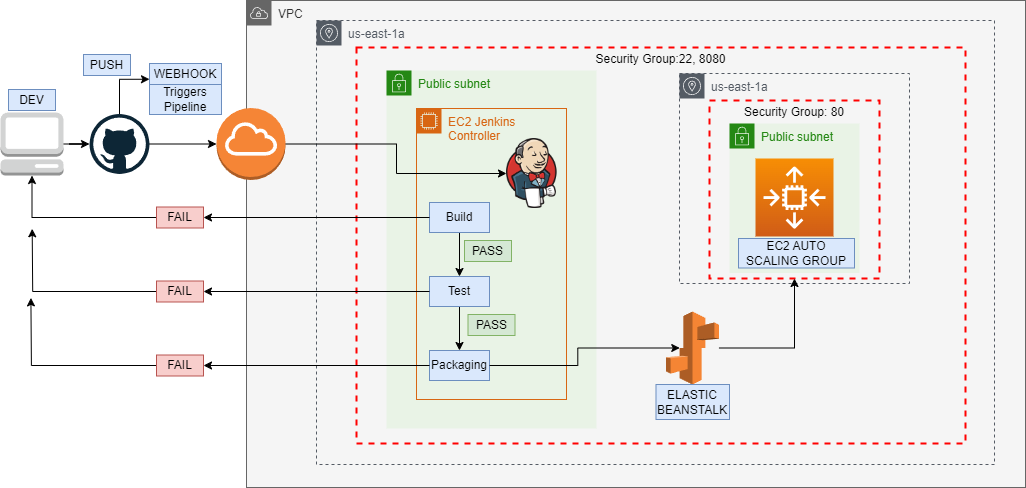 VPC
us-east-1a
Security Group:22, 8080
PUSH
WEBHOOK
Triggers
Pipeline
DEV
Public subnet
us-east-1a
Security Group: 80
EC2 Jenkins
Controller
Public subnet
FAIL
Build
PASS
EC2 AUTO
SCALING GROUP
FAIL
Test
PASS
FAIL
Packaging
ELASTIC
BEANSTALK